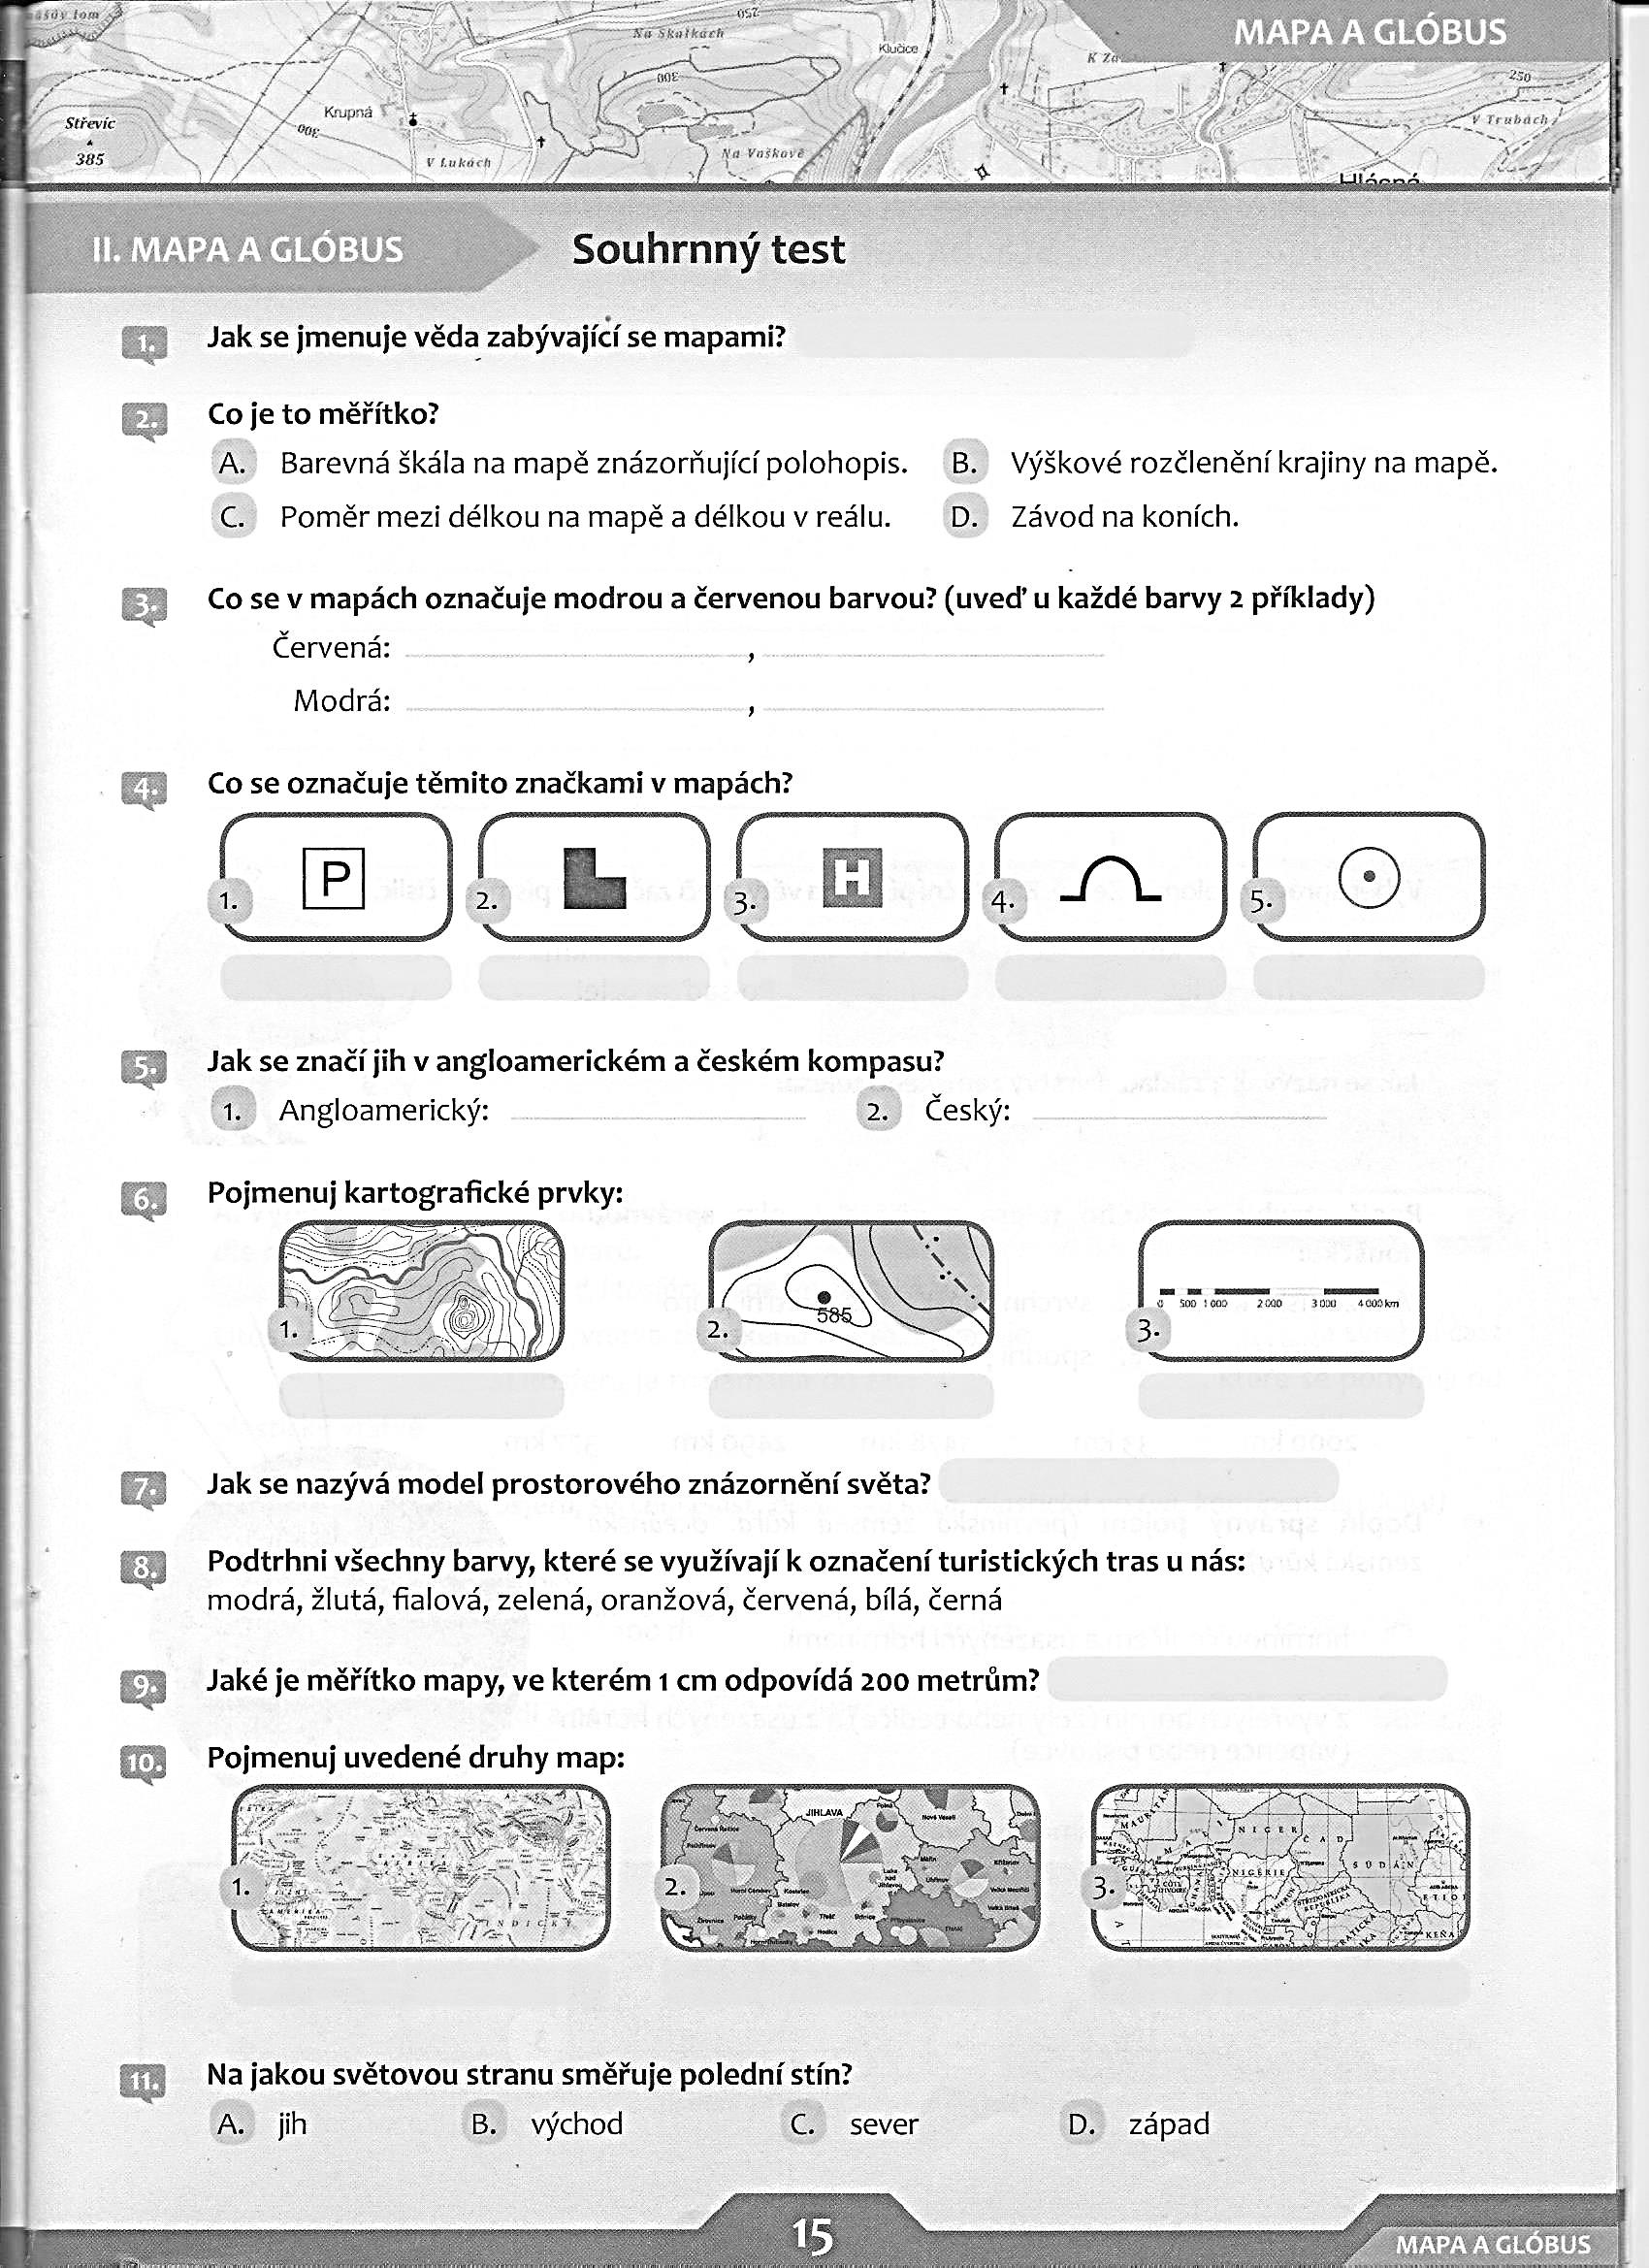 MAPA A GLÓBUS
250
Na Skalkách
Klučice
300
250
Krupná
300
Střevíc
385
V Lukách
Na Vaškově
V Trubách
II. MAPA A GLÓBUS
Souhrnný test
1. Jak se jmenuje věda zabývající se mapami?
2. Co je to měřítko?
A. Barevná škála na mapě znázorňující polohopis. B. Výškové rozčlenění krajiny na mapě.
C. Poměr mezi délkou na mapě a délkou v reálu. D. Závod na koních.
3. Co se v mapách označuje modrou a červenou barvou? (uveď u každé barvy 2 příklady)
Červená: ,
Modrá: ,
4. Co se označuje těmito značkami v mapách?
P H
1. 2. 3. 4. 5.
5. Jak se značí jih v angloamerickém a českém kompasu?
1. Angloamerický: 2. Český:
6. Pojmenuj kartografické prvky:
585
0 500 1 000 2 000 3 000 4 000 km
1. 2. 3.
7. Jak se nazývá model prostorového znázornění světa?
8. Podtrhni všechny barvy, které se využívají k označení turistických tras u nás:
modrá, žlutá, fialová, zelená, oranžová, červená, bílá, černá
9. Jaké je měřítko mapy, ve kterém 1 cm odpovídá 200 metrům?
10. Pojmenuj uvedené druhy map:
JIHLAVA
NIGER
ČAD
SÚDÁN
NIGÉRIE
KEŇA
INDICKÝ
1. 2. 3.
11. Na jakou světovou stranu směřuje polední stín?
A. jih B. východ C. sever D. západ
15
MAPA A GLÓBUS